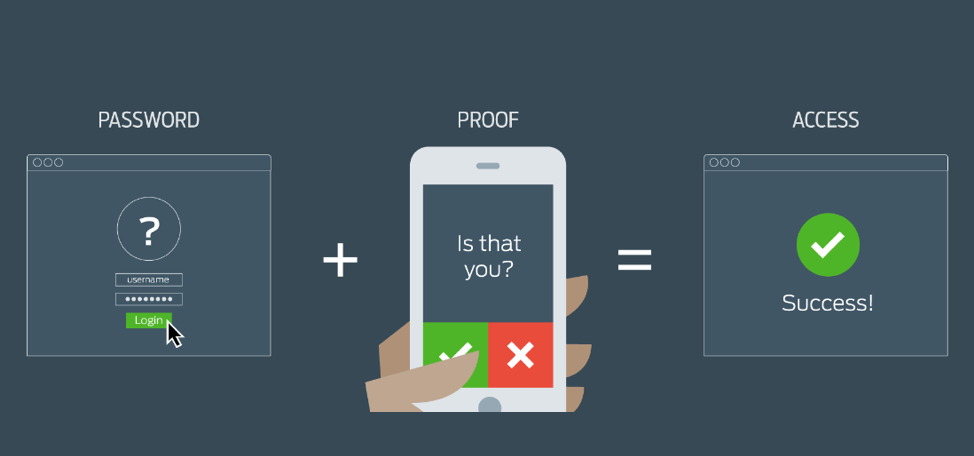 PASSWORD
PROOF
ACCESS
?
username
Login
+
Is that
you?
=
Success!